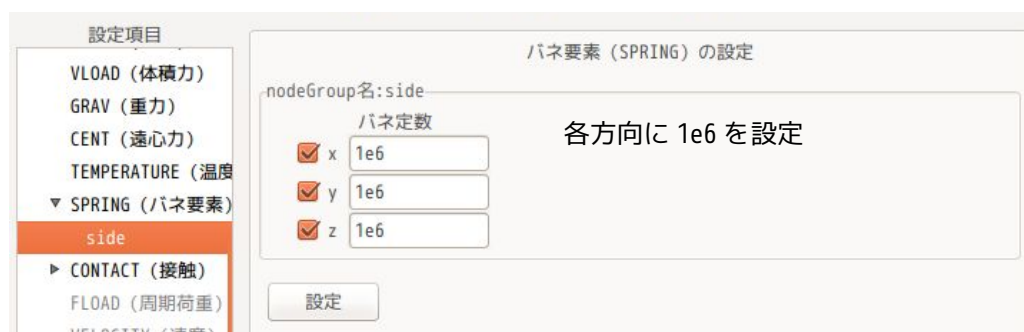 設定項目
VLOAD (体積力)
GRAV (重力)
CENT (遠心力)
TEMPERATURE (温度
SPRING (バネ要素)
side
CONTACT (接触)
FLOAD (周期荷重)
バネ要素 (SPRING) の設定
nodeGroup名:side
バネ定数
x 1e6
y 1e6
z 1e6
各方向に 1e6 を設定
設定